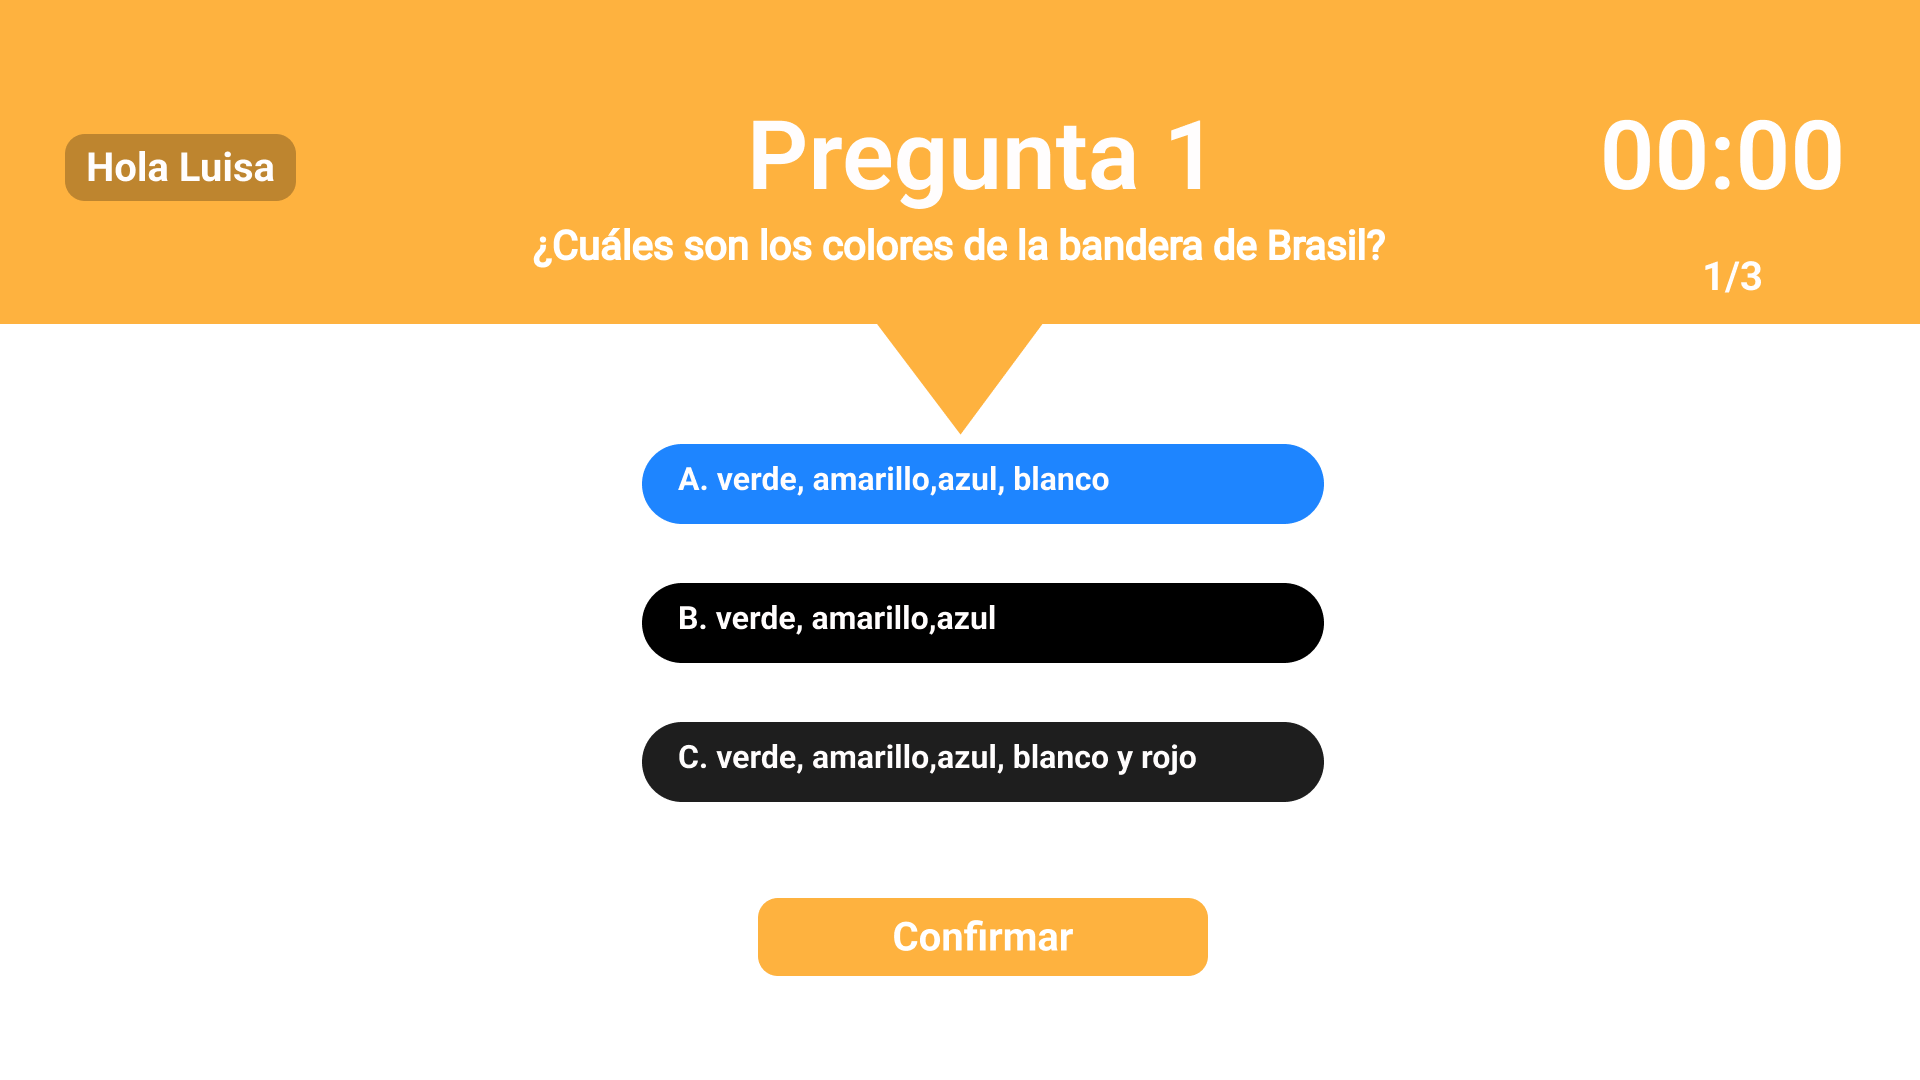 Hola Luisa
Pregunta 1
00:00
¿Cuáles son los colores de la bandera de Brasil?
1/3
A. verde, amarillo,azul, blanco
B. verde, amarillo,azul
C. verde, amarillo,azul, blanco y rojo
Confirmar